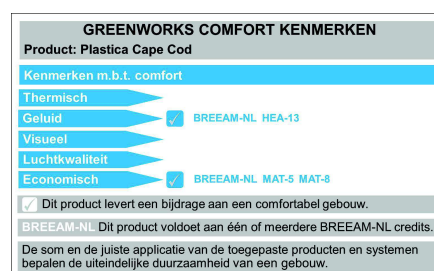 GREENWORKS COMFORT KENMERKEN
Product: Plastica Cape Cod
Kenmerken m.b.t. comfort
Thermisch
Geluid BREEAM-NL HEA-13
Visueel
Luchtkwaliteit
Economisch BREEAM-NL MAT-5 MAT-8
Dit product levert een bijdrage aan een comfortabel gebouw.
BREEAM-NL Dit product voldoet aan één of meerdere BREEAM-NL credits.
De som en de juiste applicatie van de toegepaste producten en systemen
bepalen de uiteindelijke duurzaamheid van een gebouw.